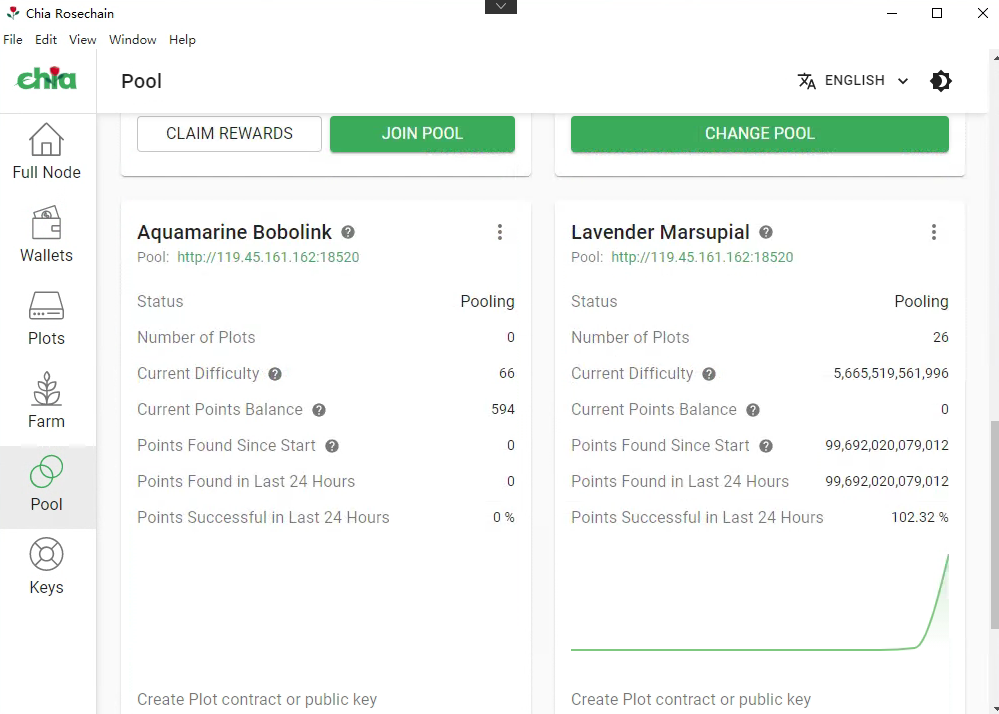 Chia Rosechain
File Edit View Window Help
chia
Pool
ENGLISH
Full Node
Wallets
Plots
Farm
Pool
Keys
CLAIM REWARDS
JOIN POOL
CHANGE POOL
Aquamarine Bobolink
Pool: http://119.45.161.162:18520
Status Pooling
Number of Plots 0
Current Difficulty 66
Current Points Balance 594
Points Found Since Start 0
Points Found in Last 24 Hours 0
Points Successful in Last 24 Hours 0 %
Create Plot contract or public key
Lavender Marsupial
Pool: http://119.45.161.162:18520
Status Pooling
Number of Plots 26
Current Difficulty 5,665,519,561,996
Current Points Balance 0
Points Found Since Start 99,692,020,079,012
Points Found in Last 24 Hours 99,692,020,079,012
Points Successful in Last 24 Hours 102.32 %
Create Plot contract or public key